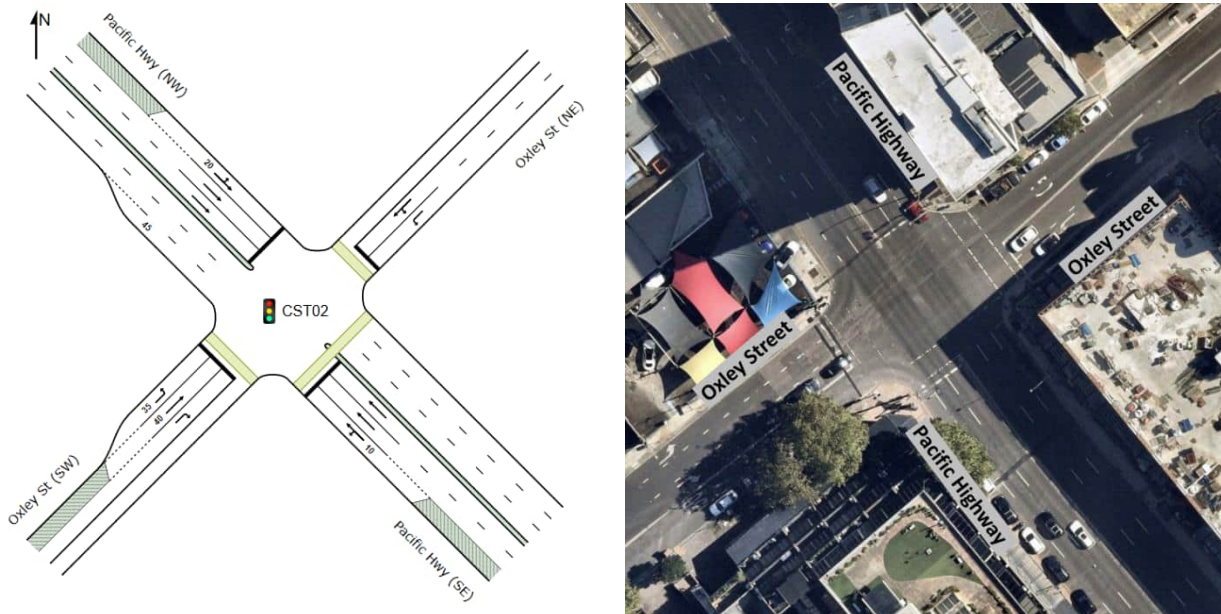 N
Pacific Hwy (NW)
20
45
Oxley St (NE)
CST02
35
40
10
Oxley St (SW)
Pacific Hwy (SE)
Pacific Highway
Oxley Street
Oxley Street
Pacific Highway